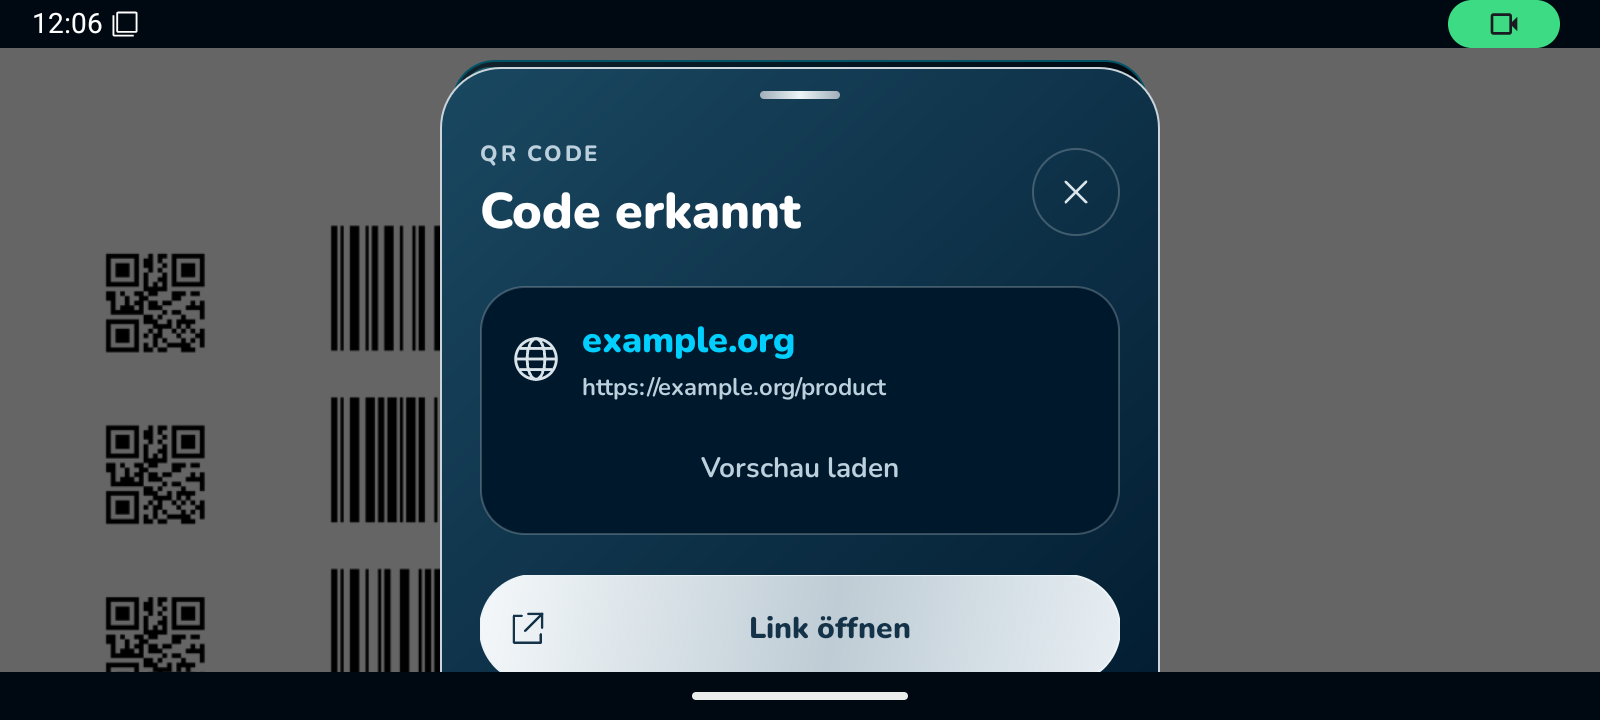 12:06
QR CODE
Code erkannt
example.org
https://example.org/product
Vorschau laden
Link öffnen